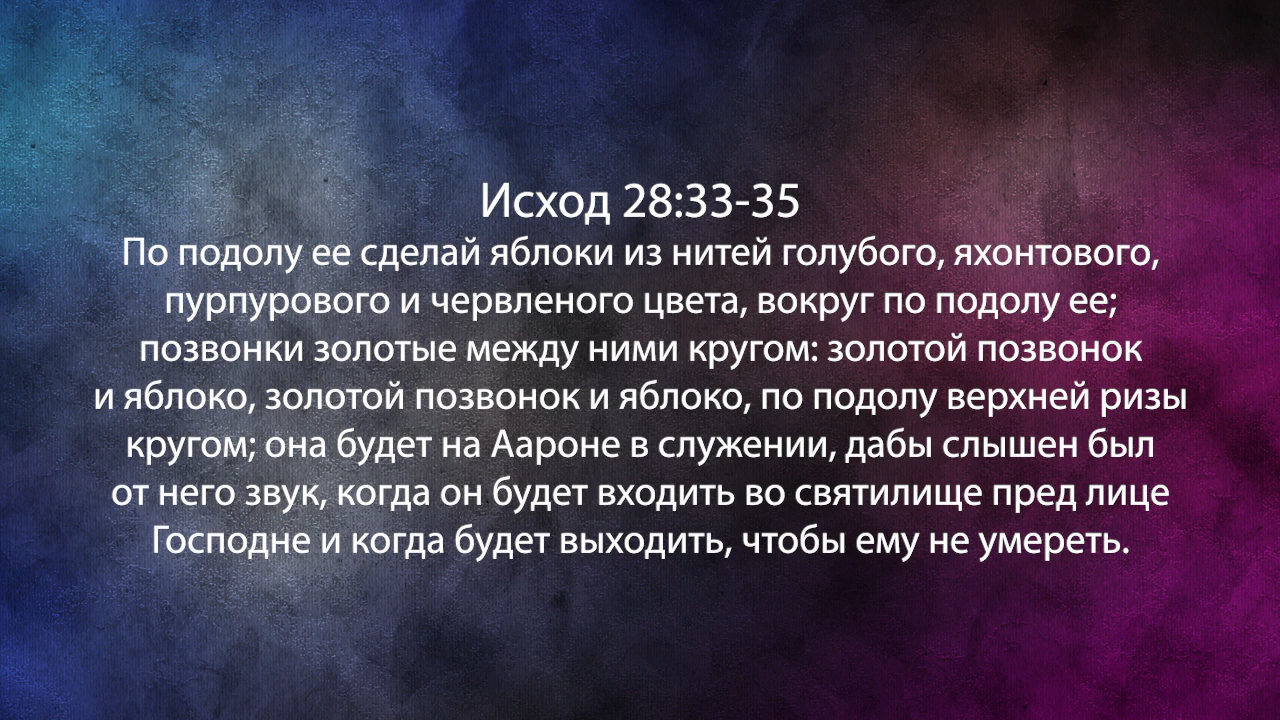 Исход 28:33-35
По подолу ее сделай яблоки из нитей голубого, яхонтового,
пурпурового и червленого цвета, вокруг по подолу ее;
позвонки золотые между ними кругом: золотой позвонок
и яблоко, золотой позвонок и яблоко, по подолу верхней ризы
кругом; она будет на Аароне в служении, дабы слышен был
от него звук, когда он будет входить во святилище пред лице
Господне и когда будет выходить, чтобы ему не умереть.